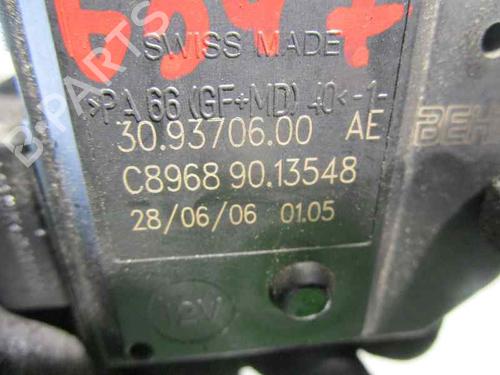 SWISS MADE
>PA 66 (GF+MD) 40<-1-
30.93706.00 AE
BEH
C8968 90.13548
28/06/06 01.05
12V